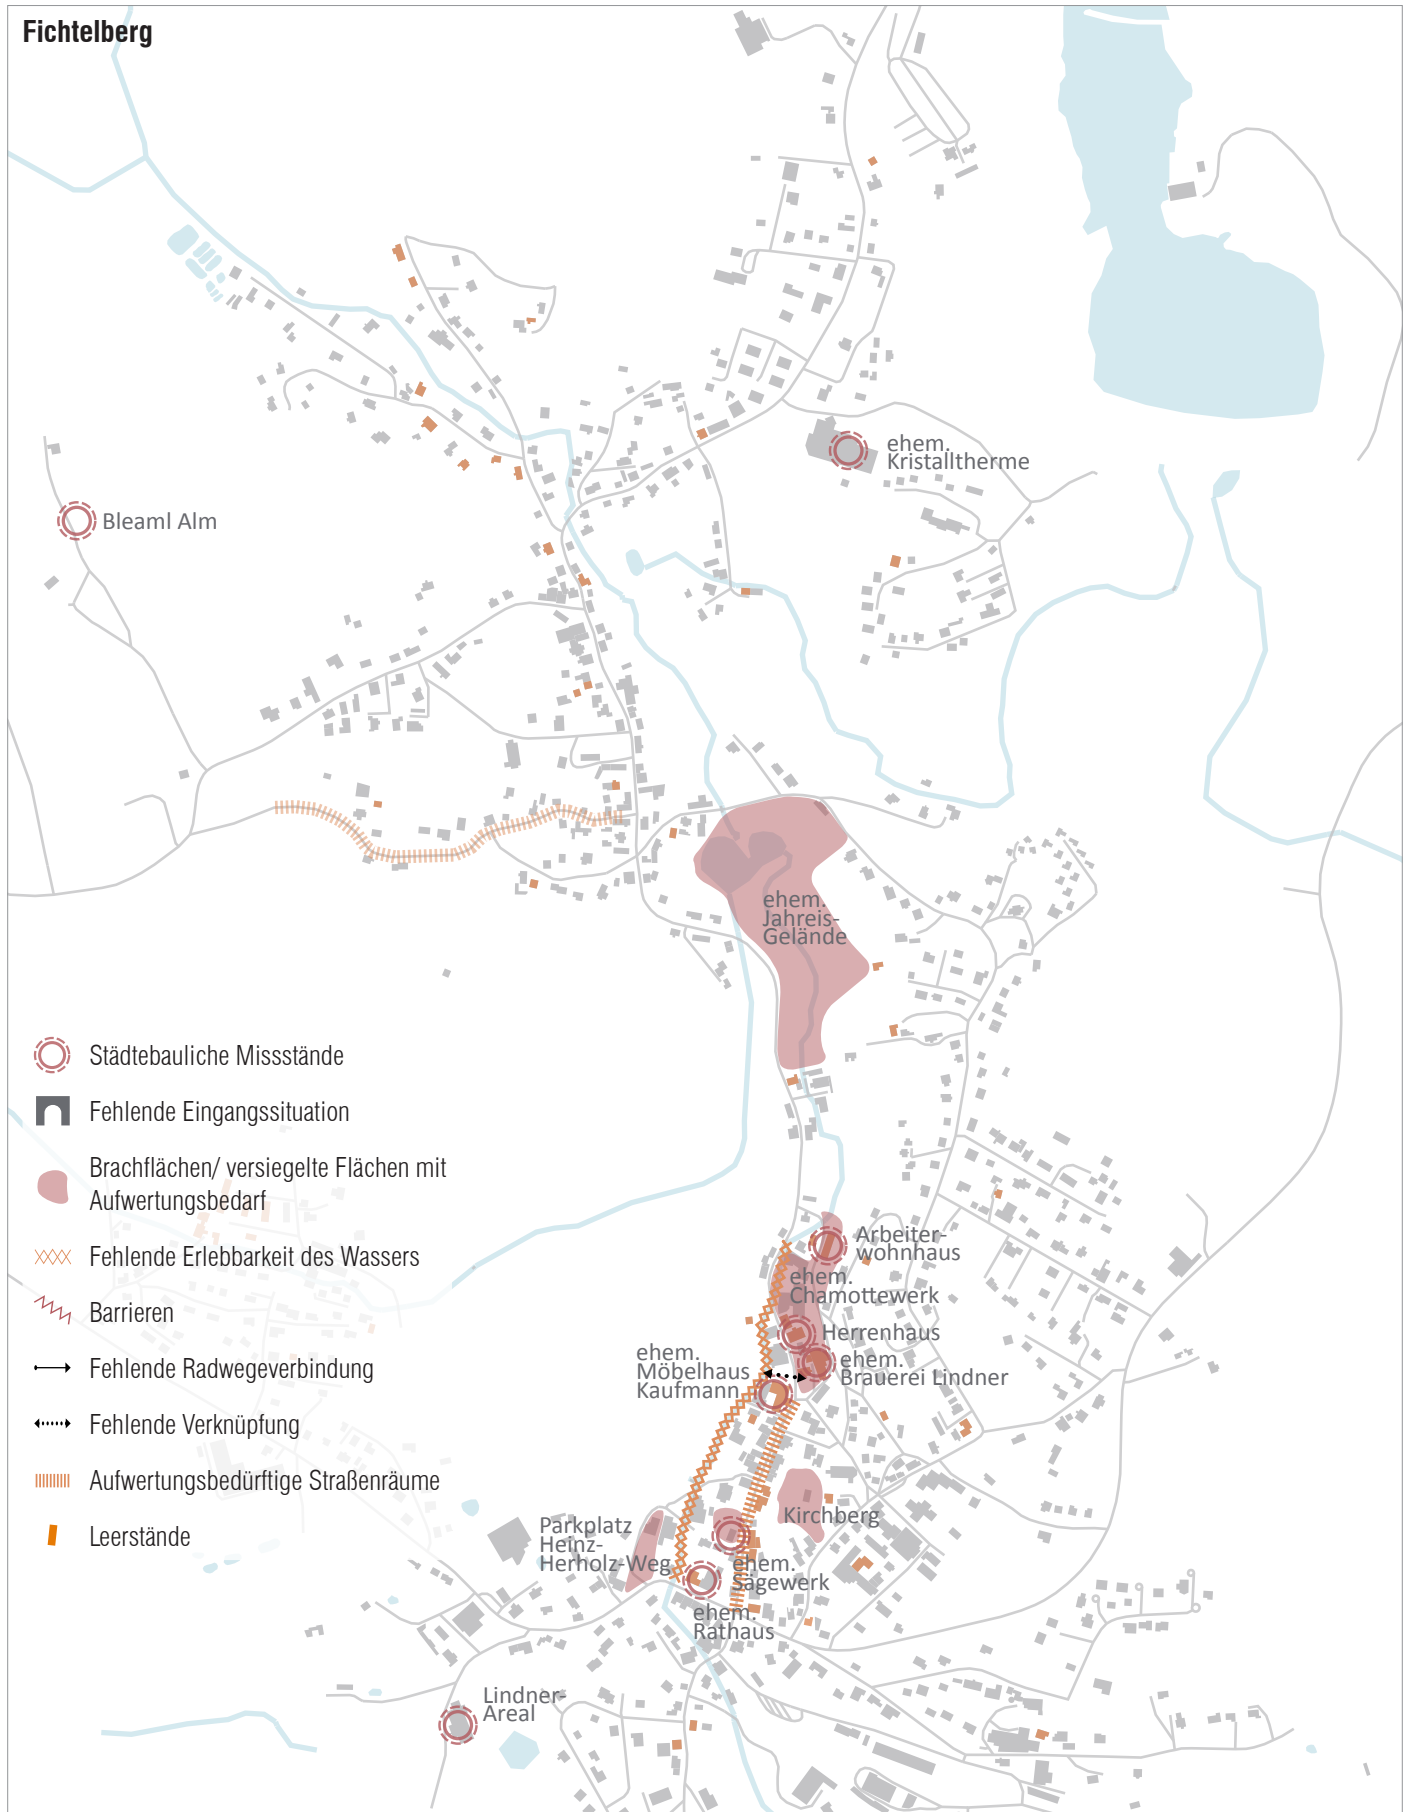 Fichtelberg
ehem.
Kristalltherme
Bleaml Alm
ehem.
Jahreis-
Gelände
Städtebauliche Missstände
Fehlende Eingangssituation
Brachflächen/ versiegelte Flächen mit
Aufwertungsbedarf
Fehlende Erlebbarkeit des Wassers
Barrieren
Fehlende Radwegeverbindung
Fehlende Verknüpfung
Aufwertungsbedürftige Straßenräume
Leerstände
Arbeiter-
wohnhaus
ehem.
Chamottewerk
Herrenhaus
ehem.
Brauerei Lindner
ehem.
Möbelhaus
Kaufmann
Kirchberg
Parkplatz
Heinz-
Herholz-Weg
ehem.
Sägewerk
ehem.
Rathaus
Lindner-
Areal